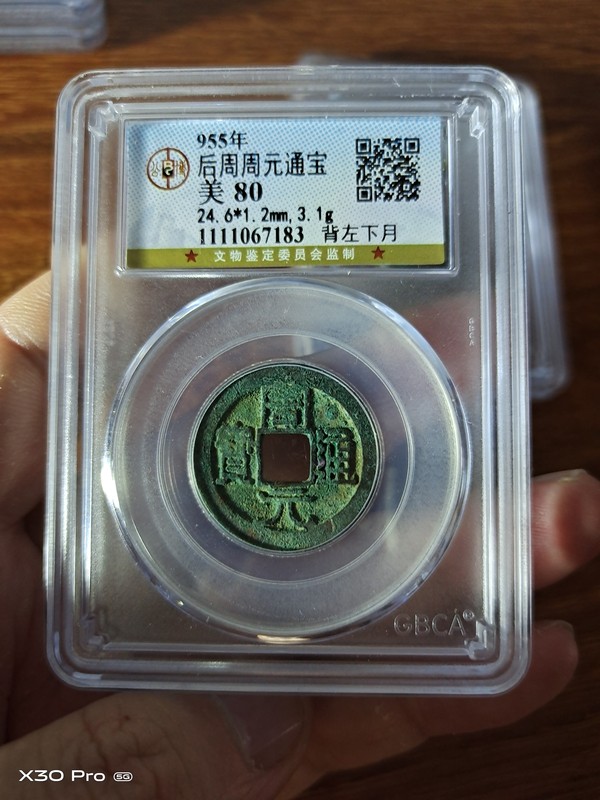 955年
后周周元通宝
美 80
24.6*1.2mm,3.1g
1111067183 背左下月
文物鉴定委员会监制
GBCA
周
寳 通
元
GBCA®
X30 Pro 5G